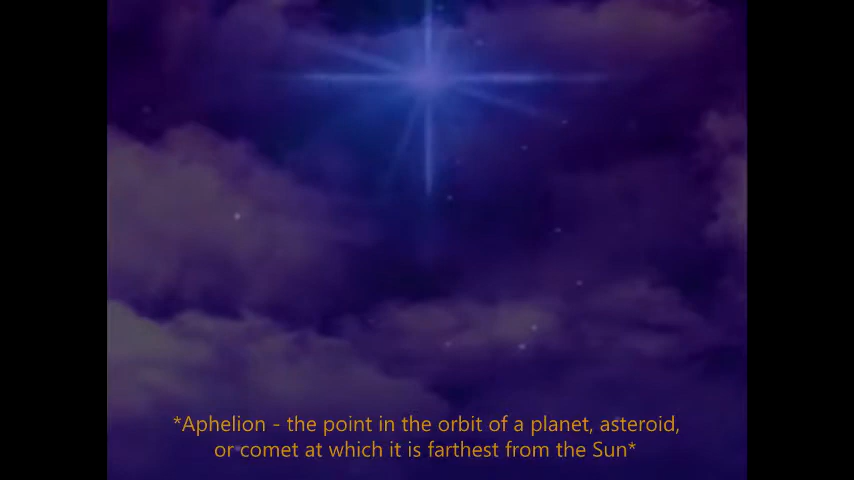 *Aphelion - the point in the orbit of a planet, asteroid,
or comet at which it is farthest from the Sun*